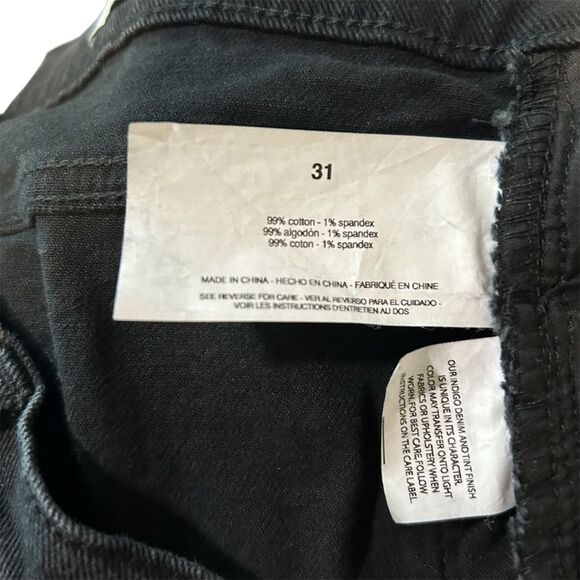 31
99% cotton - 1% spandex
99% algodón - 1% spandex
99% coton - 1% spandex
MADE IN CHINA - HECHO EN CHINA - FABRIQUÉ EN CHINE
SEE REVERSE FOR CARE - VER AL REVERSO PARA EL CUIDADO -
VOIR LES INSTRUCTIONS D'ENTRETIEN AU DOS
OUR INDIGO DENIM AND TINT FINISH
IS UNIQUE IN ITS CHARACTER.
COLOR MAY TRANSFER ONTO LIGHT
FABRICS OR UPHOLSTERY WHEN
WORN. FOR BEST CARE, FOLLOW
INSTRUCTIONS ON THE CARE LABEL.